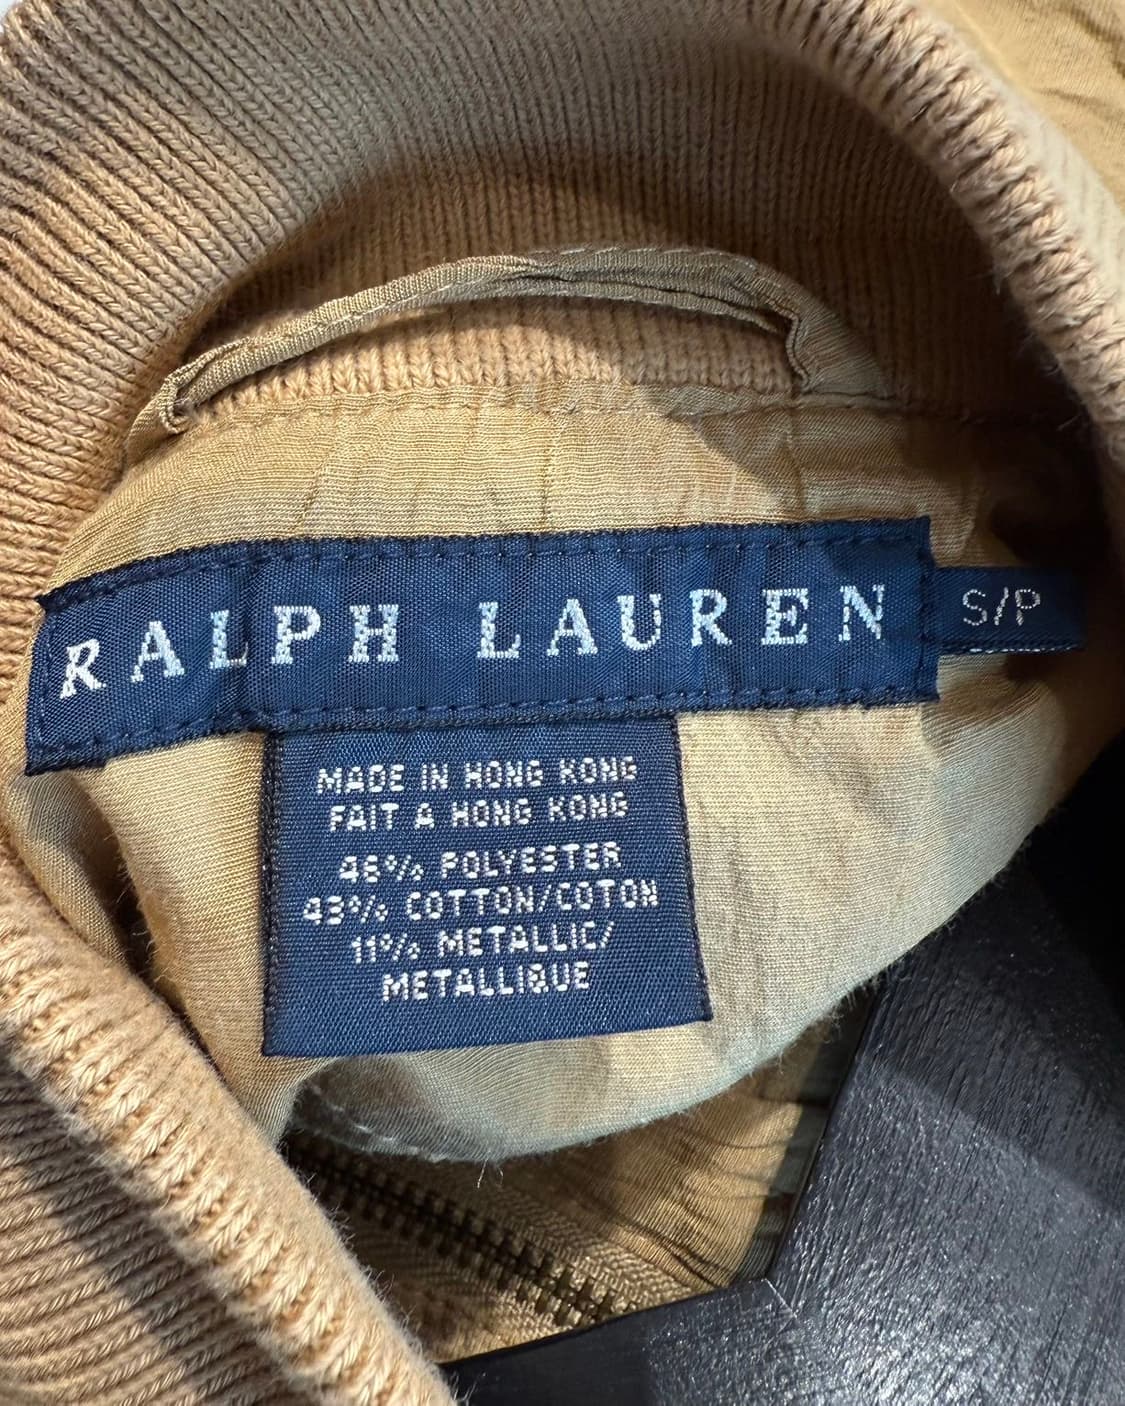 RALPH LAUREN
S/P
MADE IN HONG KONG
FAIT A HONG KONG
46% POLYESTER
43% COTTON/COTON
11% METALLIC/
METALLIQUE